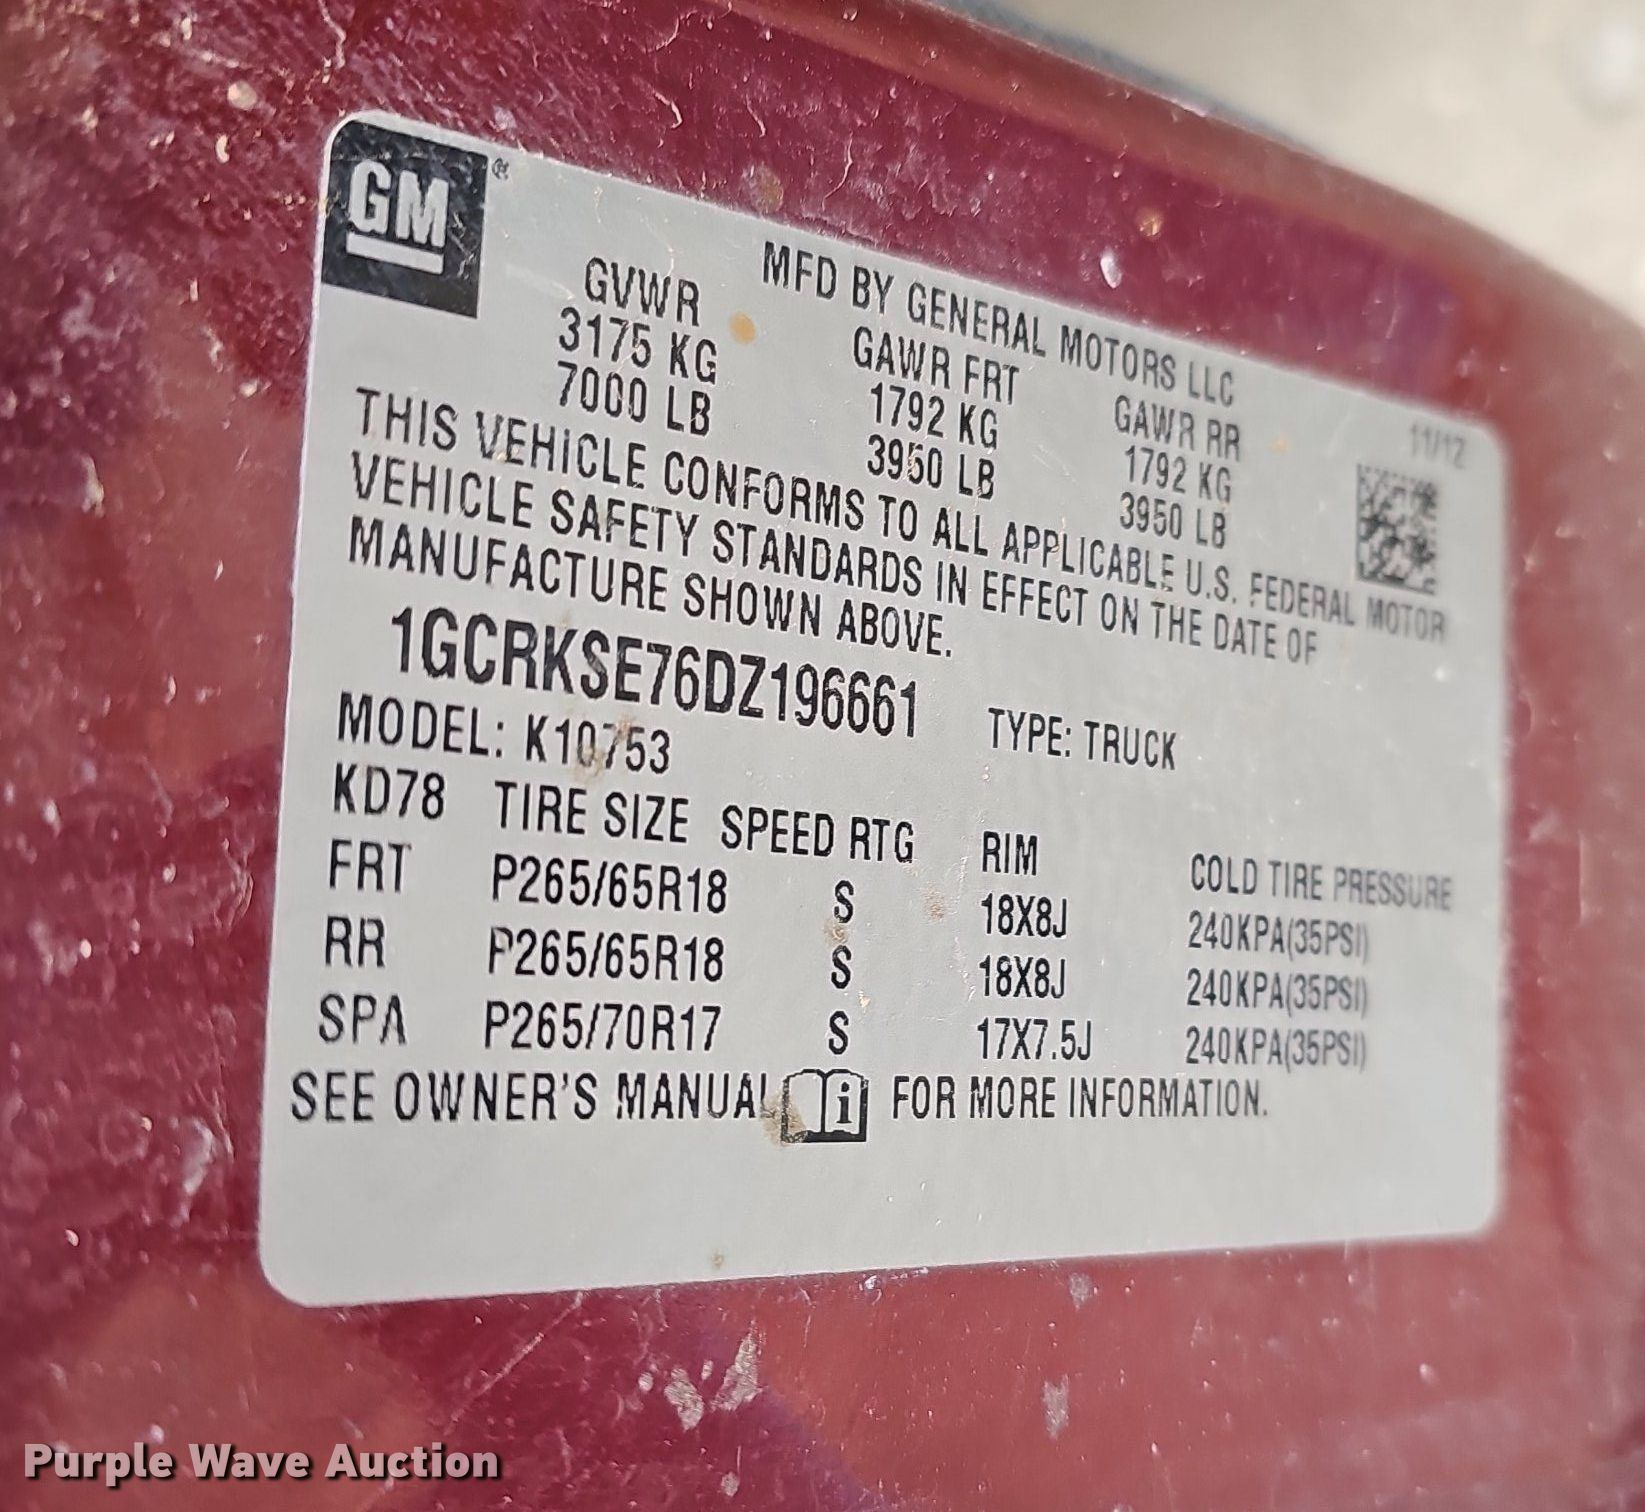 GM
MFD BY GENERAL MOTORS LLC
11/12
GVWR GAWR FRT GAWR RR
3175 KG 1792 KG 1792 KG
7000 LB 3950 LB 3950 LB
THIS VEHICLE CONFORMS TO ALL APPLICABLE U.S. FEDERAL MOTOR
VEHICLE SAFETY STANDARDS IN EFFECT ON THE DATE OF
MANUFACTURE SHOWN ABOVE.
1GCRKSE76DZ196661 TYPE: TRUCK
MODEL: K10753
KD78 TIRE SIZE SPEED RTG RIM COLD TIRE PRESSURE
FRT P265/65R18 S 18X8J 240KPA(35PSI)
RR P265/65R18 S 18X8J 240KPA(35PSI)
SPA P265/70R17 S 17X7.5J 240KPA(35PSI)
SEE OWNER'S MANUAL i FOR MORE INFORMATION.
Purple Wave Auction